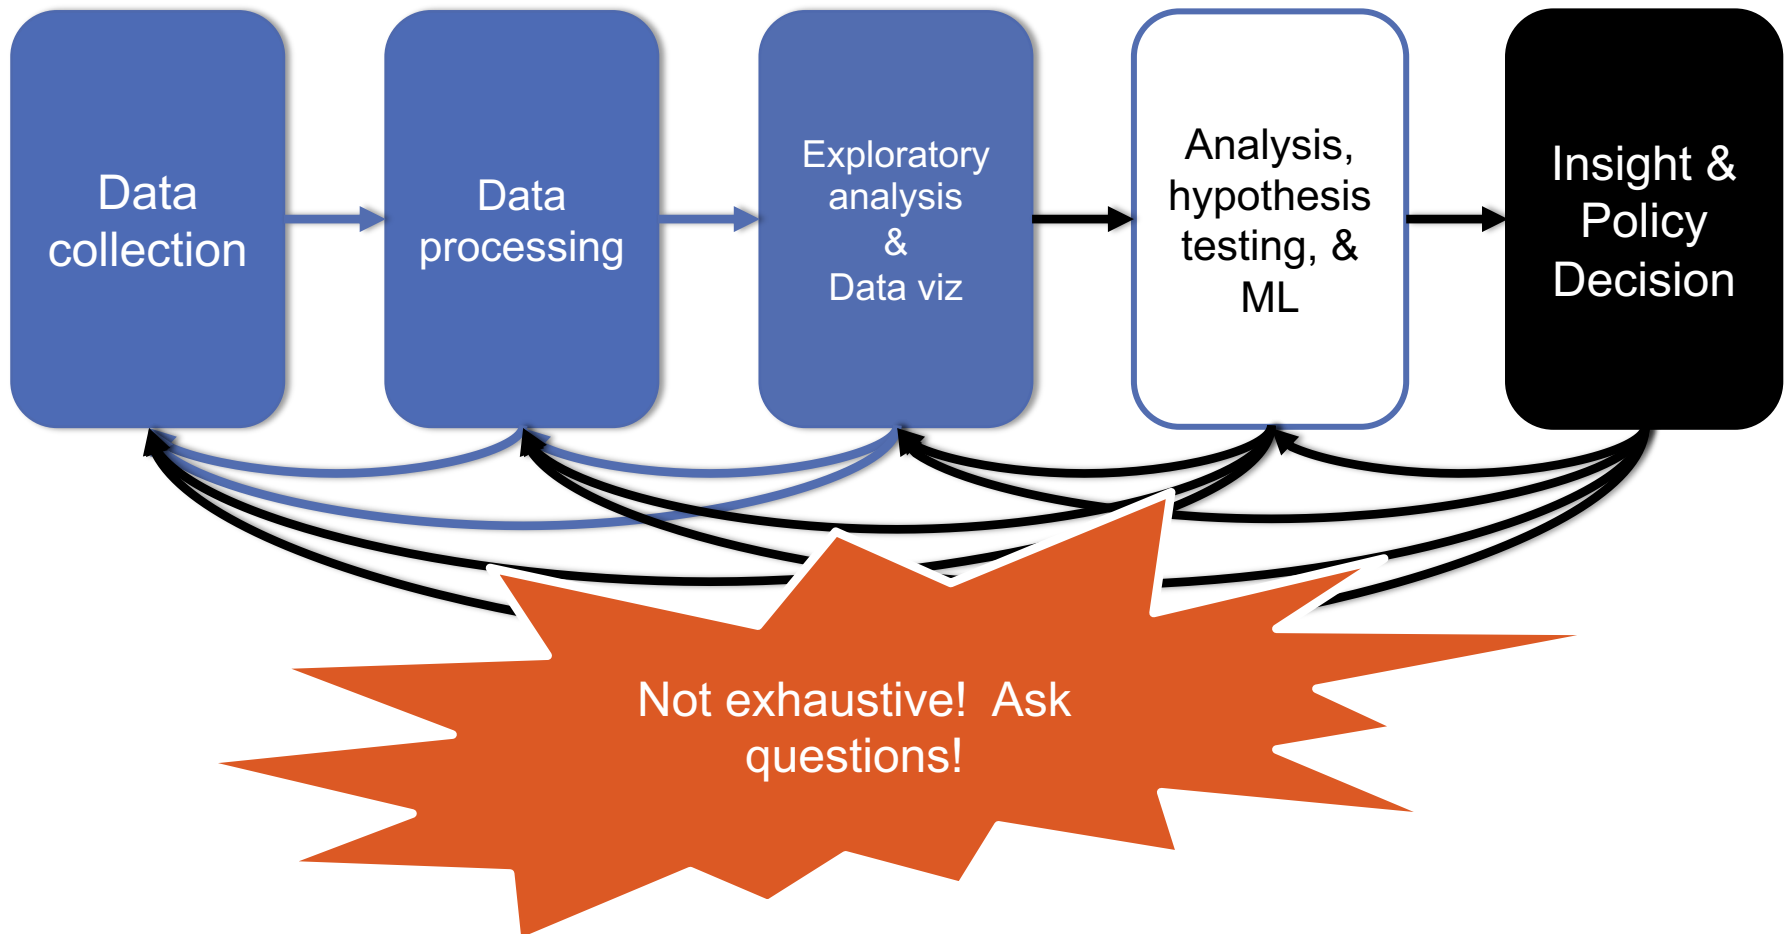 Data
collection
Data
processing
Exploratory
analysis
&
Data viz
Analysis,
hypothesis
testing, &
ML
Insight &
Policy
Decision
Not exhaustive!  Ask
questions!